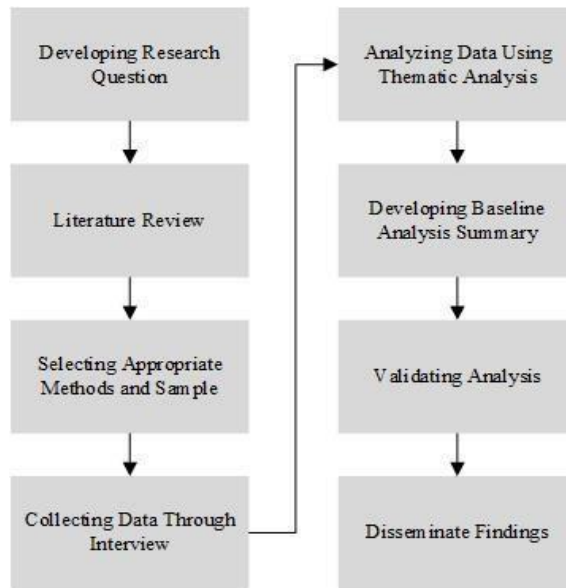 Developing Research
Question
Literature Review
Selecting Appropriate
Methods and Sample
Collecting Data Through
Interview
Analyzing Data Using
Thematic Analysis
Developing Baseline
Analysis Summary
Validating Analysis
Disseminate Findings